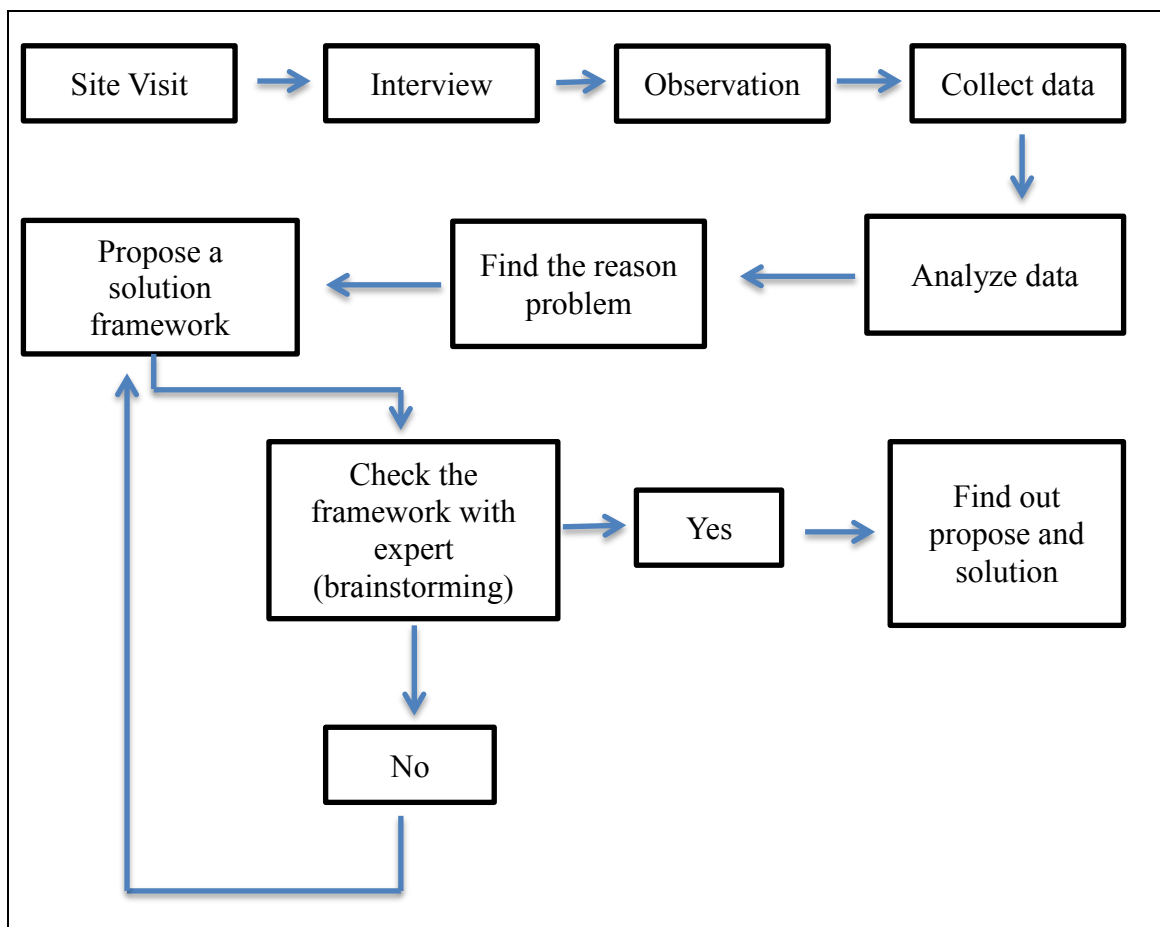 Site Visit
Interview
Observation
Collect data
Propose a
solution
framework
Find the reason
problem
Analyze data
Check the
framework with
expert
(brainstorming)
Yes
Find out
propose and
solution
No